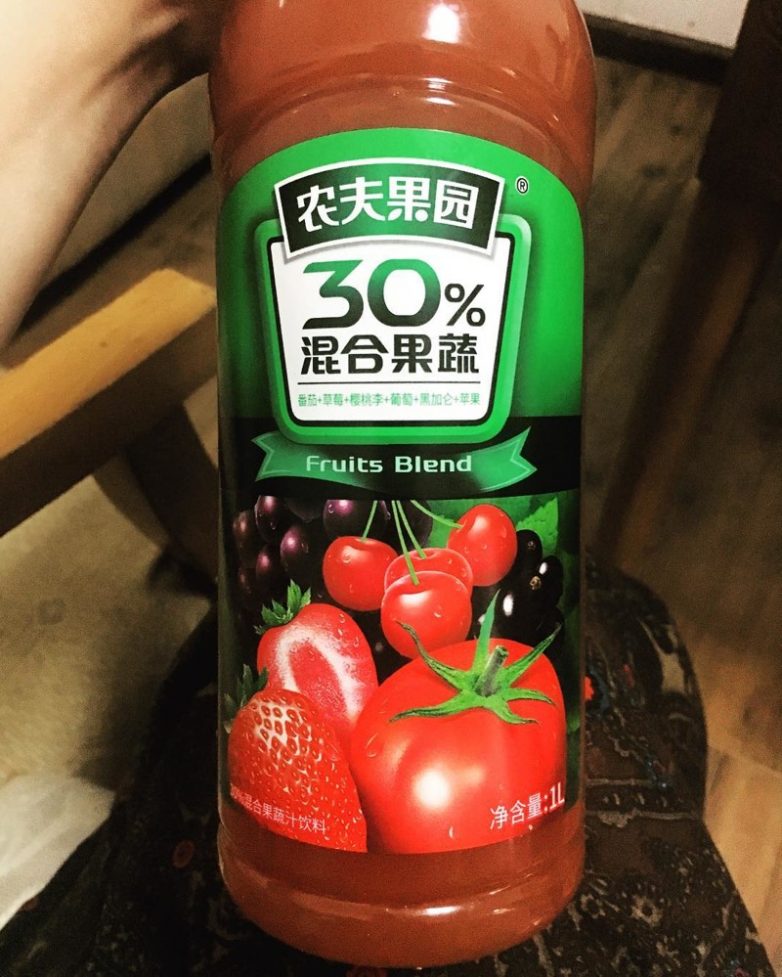 农夫果园
®
30%
混合果蔬
番茄+草莓+樱桃李+葡萄+黑加仑+苹果
Fruits Blend
30%混合果蔬汁饮料
净含量:1L